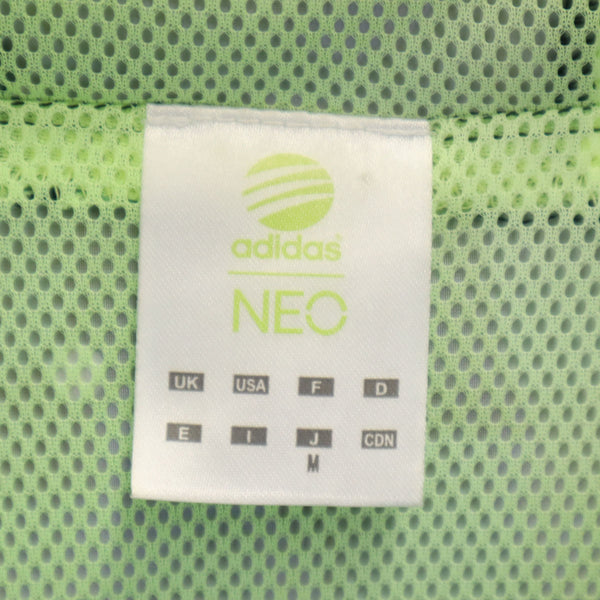 adidas
NEO
UK USA F D
E I J CDN
M